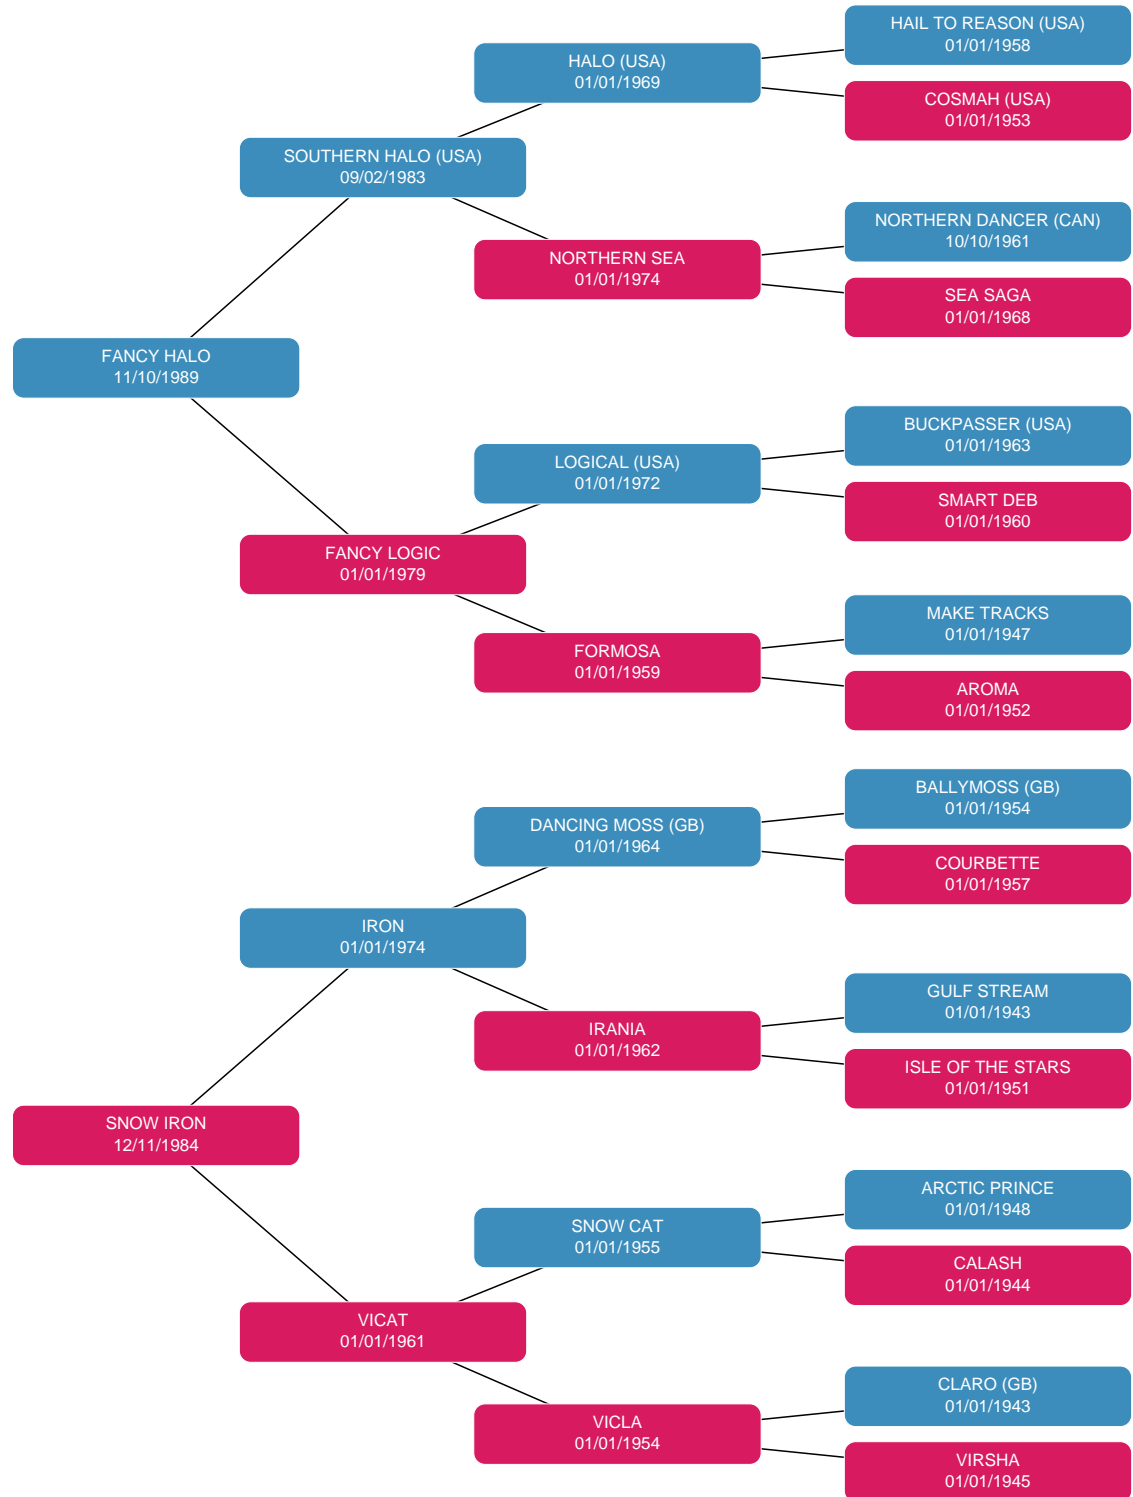 HAIL TO REASON (USA)
01/01/1958
HALO (USA)
01/01/1969
COSMAH (USA)
01/01/1953
SOUTHERN HALO (USA)
09/02/1983
NORTHERN DANCER (CAN)
10/10/1961
NORTHERN SEA
01/01/1974
SEA SAGA
01/01/1968
FANCY HALO
11/10/1989
BUCKPASSER (USA)
01/01/1963
LOGICAL (USA)
01/01/1972
SMART DEB
01/01/1960
FANCY LOGIC
01/01/1979
MAKE TRACKS
01/01/1947
FORMOSA
01/01/1959
AROMA
01/01/1952
BALLYMOSS (GB)
01/01/1954
DANCING MOSS (GB)
01/01/1964
COURBETTE
01/01/1957
IRON
01/01/1974
GULF STREAM
01/01/1943
IRANIA
01/01/1962
ISLE OF THE STARS
01/01/1951
SNOW IRON
12/11/1984
ARCTIC PRINCE
01/01/1948
SNOW CAT
01/01/1955
CALASH
01/01/1944
VICAT
01/01/1961
CLARO (GB)
01/01/1943
VICLA
01/01/1954
VIRSHA
01/01/1945